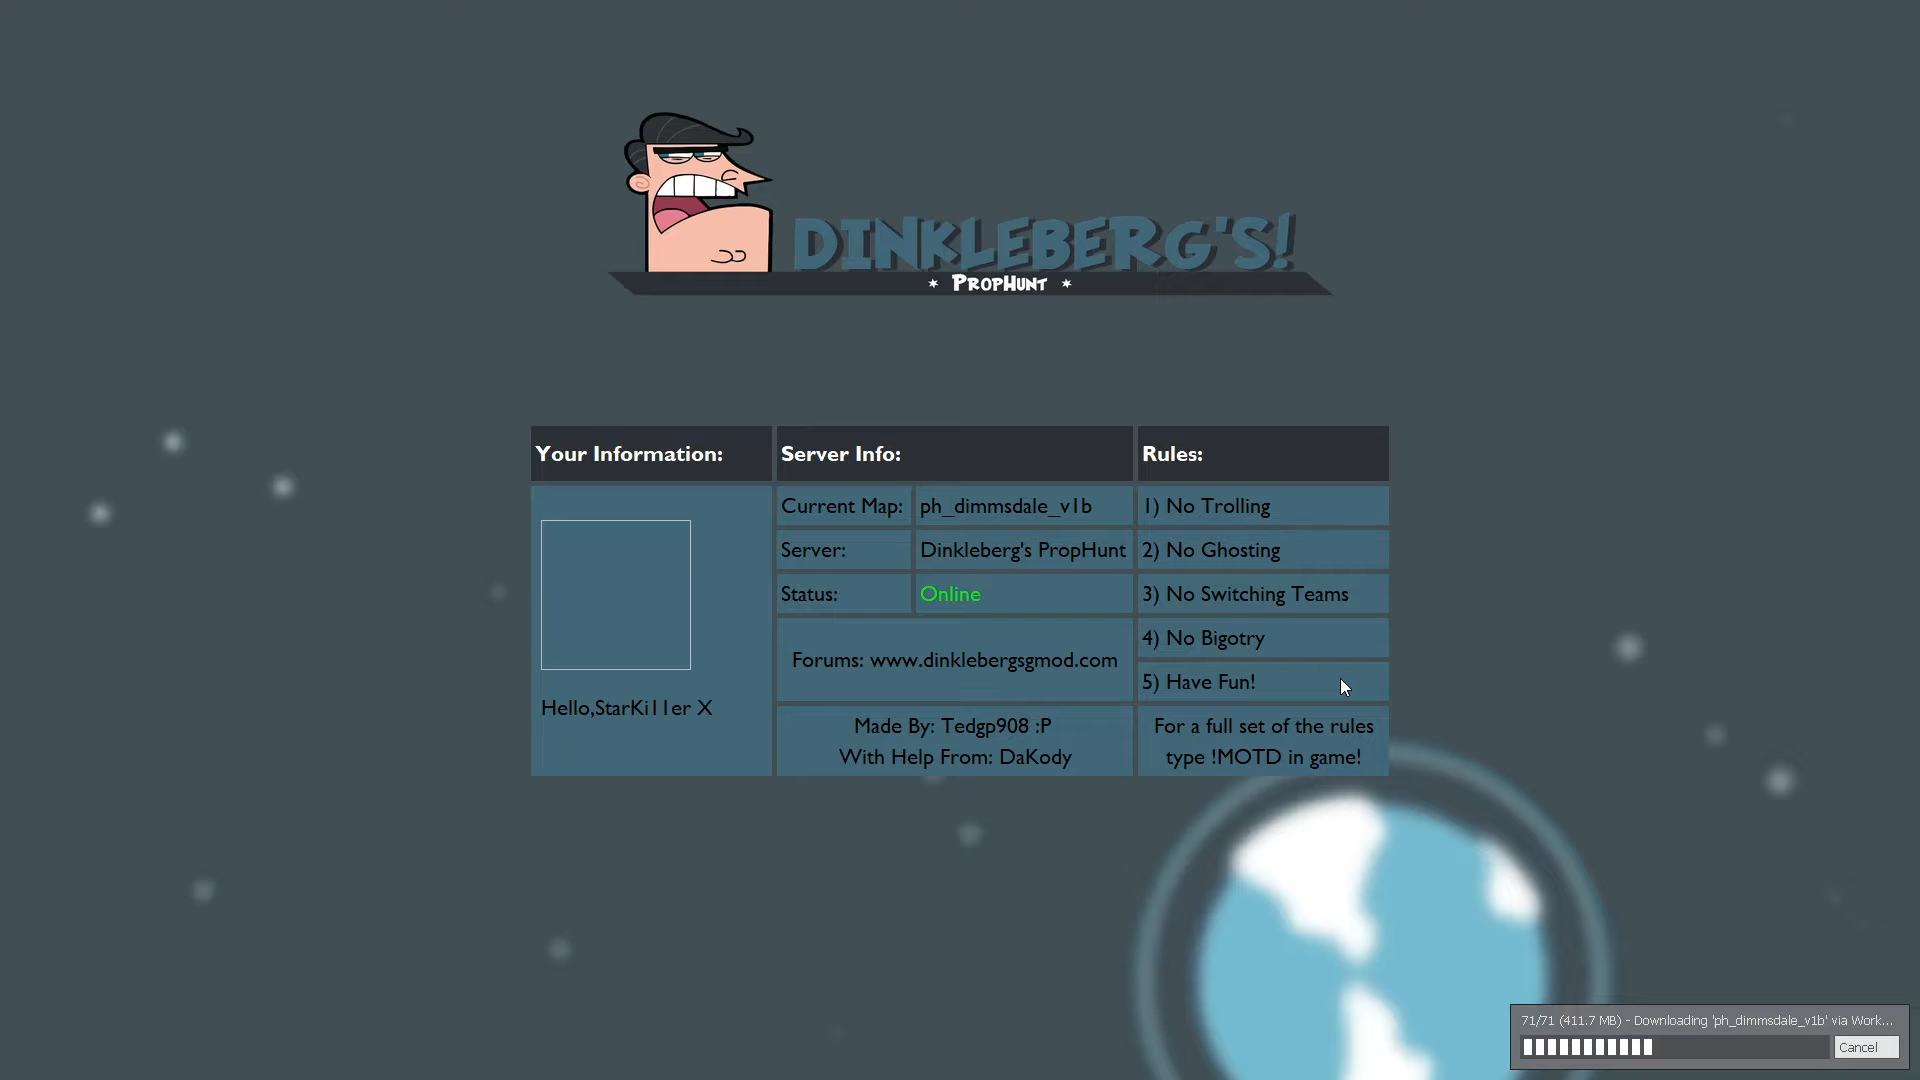 DINKLEBERG'S!
PROPHUNT
Your Information:
Server Info:
Rules:
Current Map: ph_dimmsdale_v1b
1) No Trolling
Server: Dinkleberg's PropHunt
2) No Ghosting
Status: Online
3) No Switching Teams
4) No Bigotry
Forums: www.dinklebergsgmod.com
5) Have Fun!
Hello,StarKi11er X
Made By: Tedgp908 :P
With Help From: DaKody
For a full set of the rules
type !MOTD in game!
71/71 (411.7 MB) - Downloading 'ph_dimmsdale_v1b' via Work...
Cancel